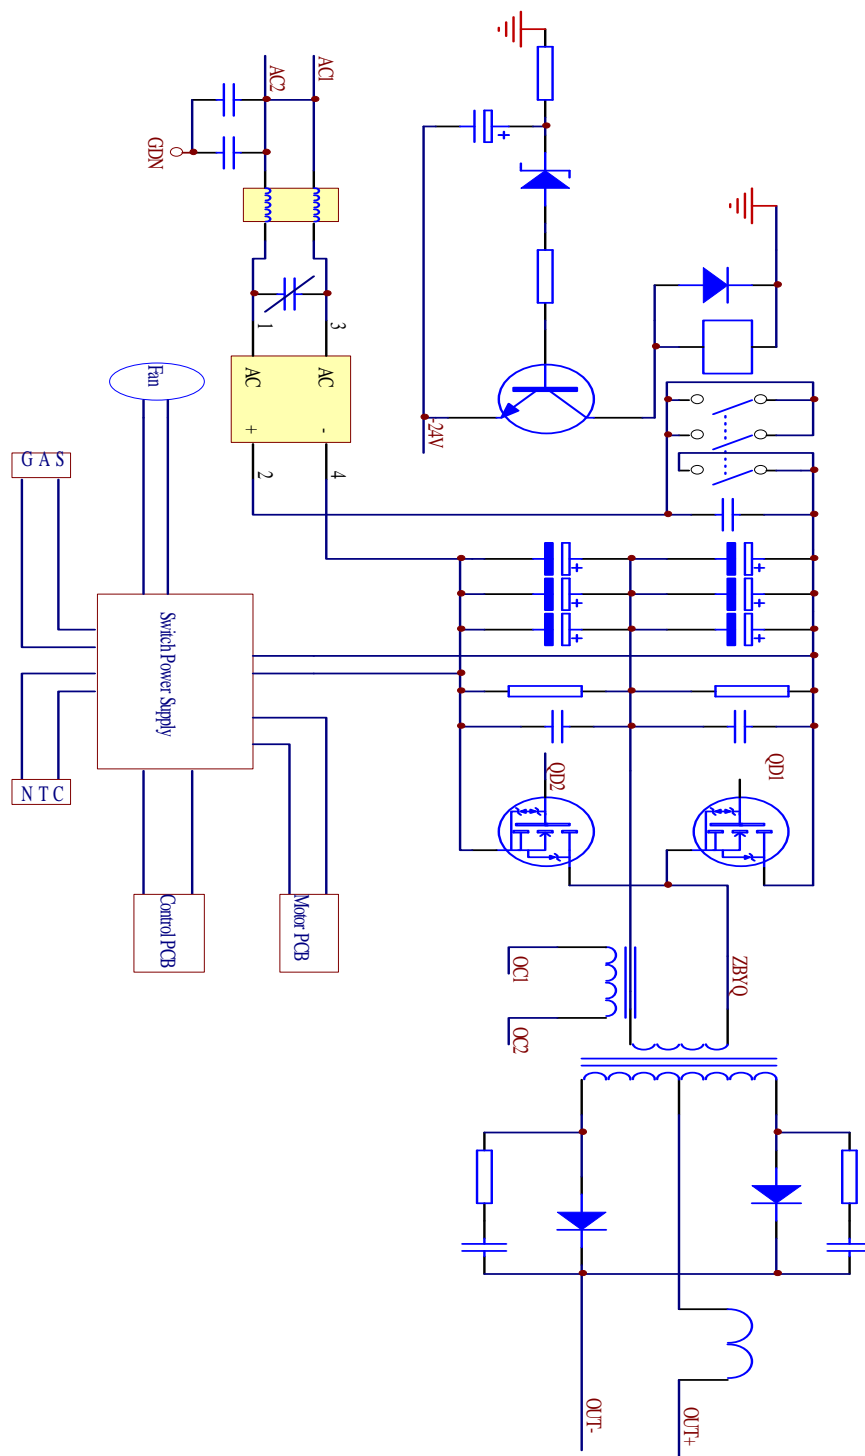 AC2
AC1
GDN
1
3
AC
AC
+
-
2
4
Fan
-24V
+
+
+
+
+
+
+
GAS
Switch Power Supply
NTC
QD2
QD1
Control PCB
Motor PCB
OC1
OC2
ZBYQ
OUT-
OUT+